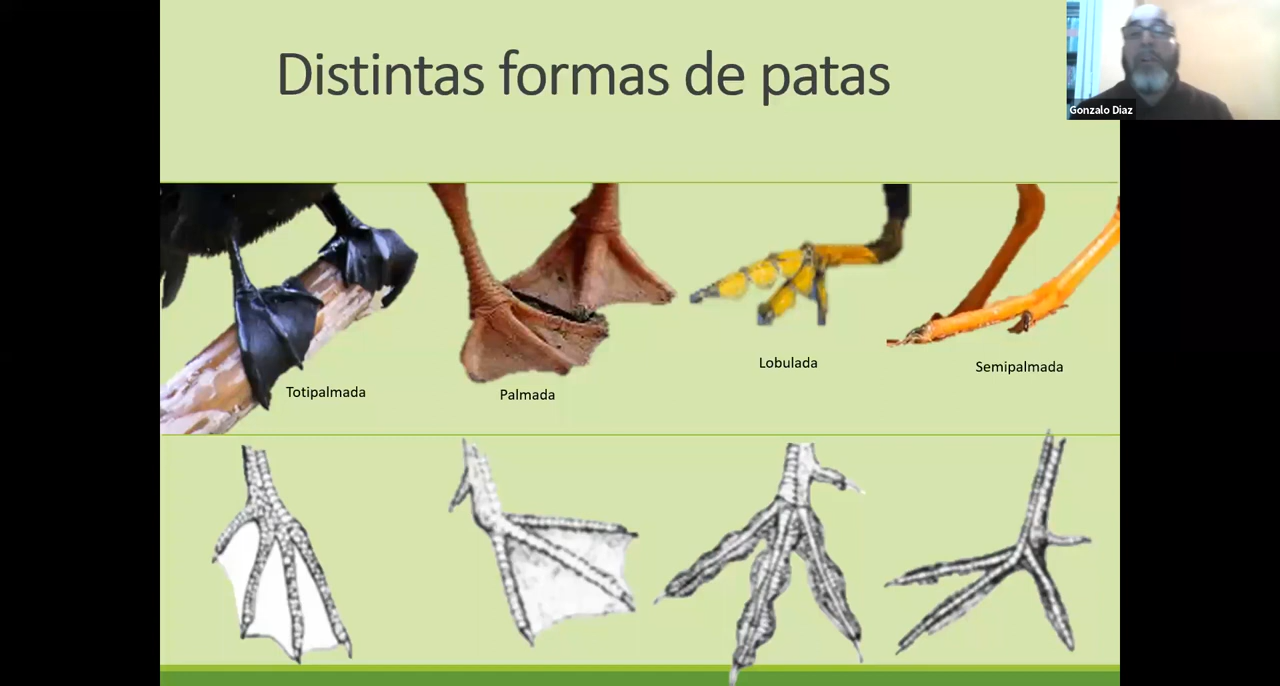 Distintas formas de patas
Gonzalo Diaz
Totipalmada
Palmada
Lobulada
Semipalmada